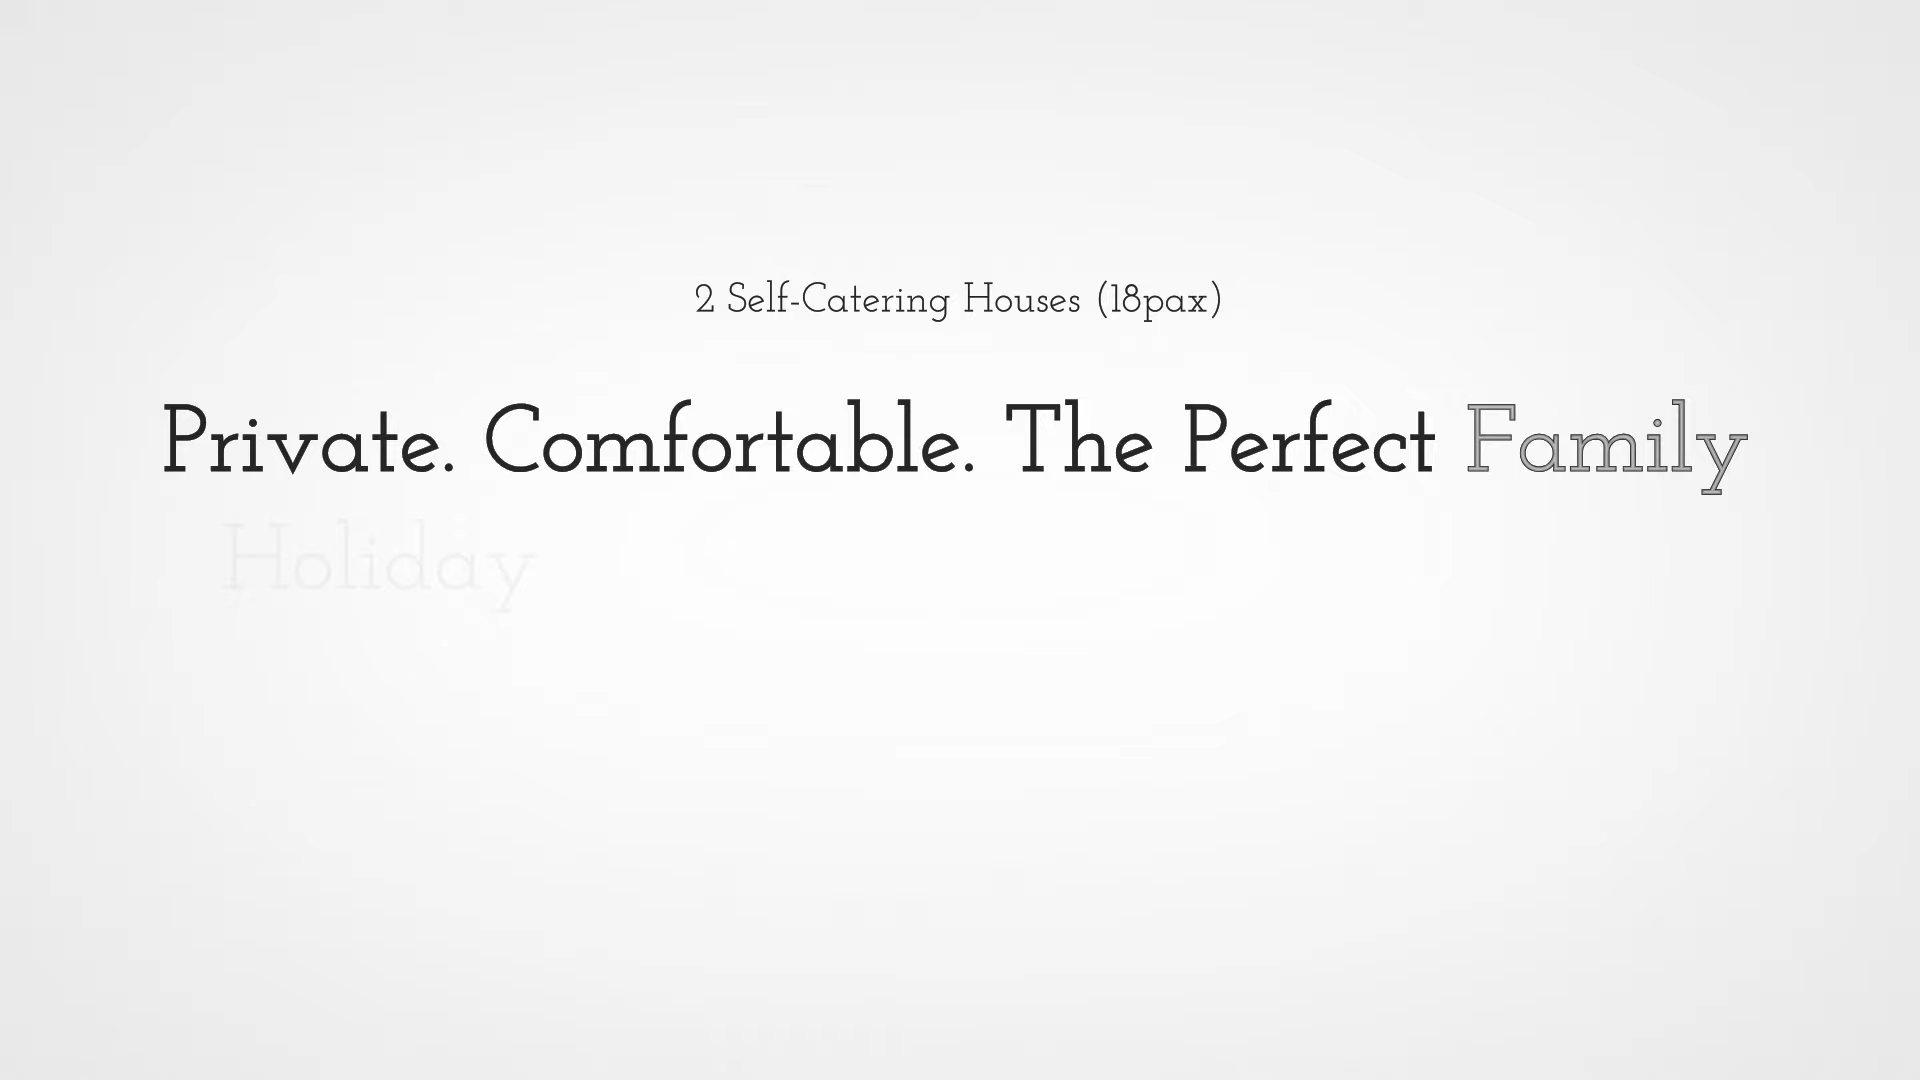 2 Self-Catering Houses (18pax)
Private. Comfortable. The Perfect Family
Holiday